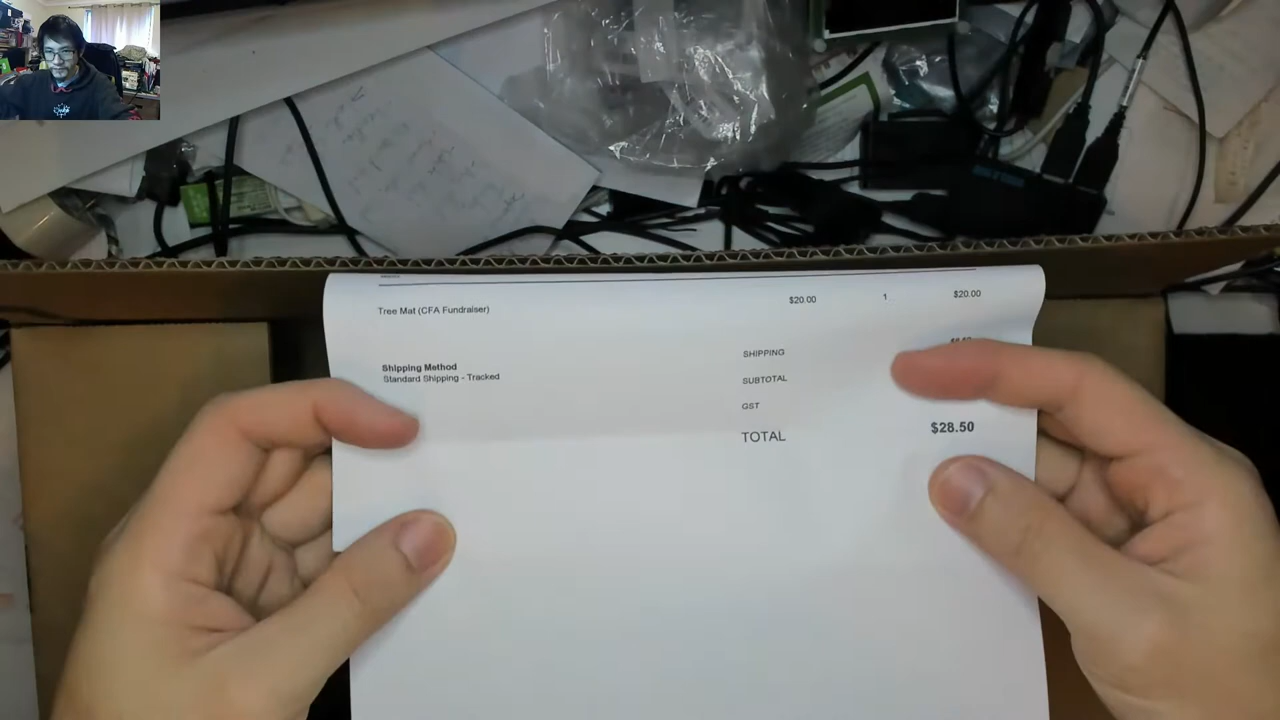 Tree Mat (CFA Fundraiser) $20.00 1 $20.00
Shipping Method
Standard Shipping - Tracked
SHIPPING
SUBTOTAL
GST
TOTAL $28.50